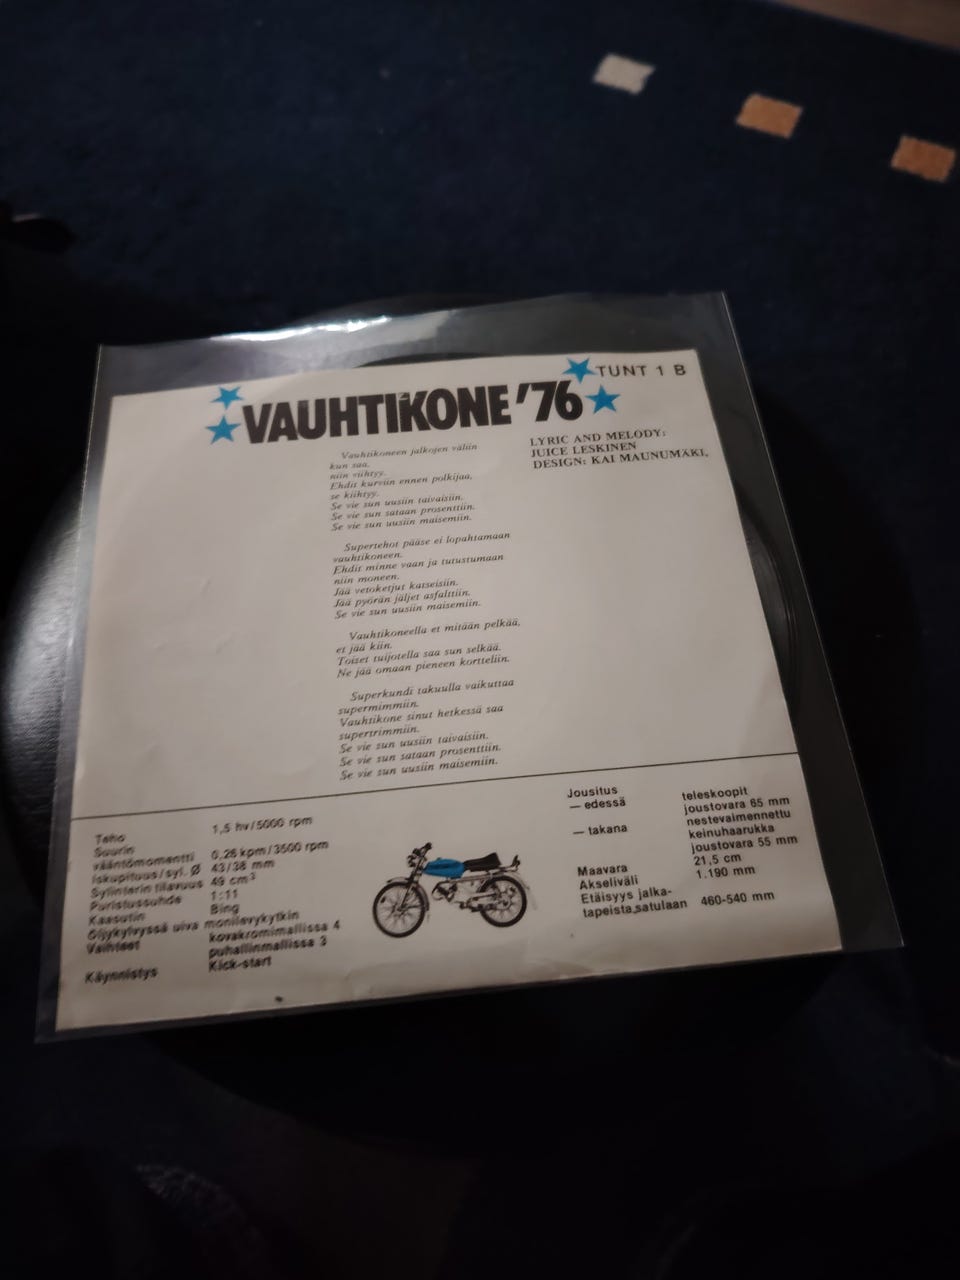 TUNT 1 B
VAUHTIKONE '76
LYRIC AND MELODY:
JUICE LESKINEN
DESIGN: KAI MAUNUMÄKI,
Vauhtikoneen jalkojen väliin
kun saa,
niin viihtyy.
Ehdit kurviin ennen polkijaa,
se kiihtyy.
Se vie sun uusiin taivaisiin.
Se vie sun sataan prosenttiin.
Se vie sun uusiin maisemiin.
Supertehot pääse ei lopahtamaan
vauhtikoneen.
Ehdit minne vaan ja tutustumaan
niin moneen.
Jää vetoketjut katseisiin.
Jää pyörän jäljet asfalttiin.
Se vie sun uusiin maisemiin.
Vauhtikoneella et mitään pelkää,
et jää kiin.
Toiset tuijotella saa sun selkää.
Ne jää omaan pieneen kortteliin.
Superkundi takuulla vaikuttaa
supermimmiin.
Vauhtikone sinut hetkessä saa
supertrimmiin.
Se vie sun uusiin taivaisiin.
Se vie sun sataan prosenttiin.
Se vie sun uusiin maisemiin.
Teho 1,5 hv/5000 rpm
Suurin
vääntömomentti 0,26 kpm/3500 rpm
Iskupituus/syl. Ø 43/38 mm
Sylinterin tilavuus 49 cm³
Puristussuhde 1:11
Kaasutin Bing
Öljykylvyssä uiva monilevykytkin
Vaihteet kovakromimallissa 4
puhallinmallissa 3
Käynnistys Kick-start
Jousitus
— edessä teleskoopit
joustovara 65 mm
nestevaimennettu
— takana keinuhaarukka
joustovara 55 mm
Maavara 21,5 cm
Akseliväli 1.190 mm
Etäisyys jalka-
tapeista satulaan 460-540 mm